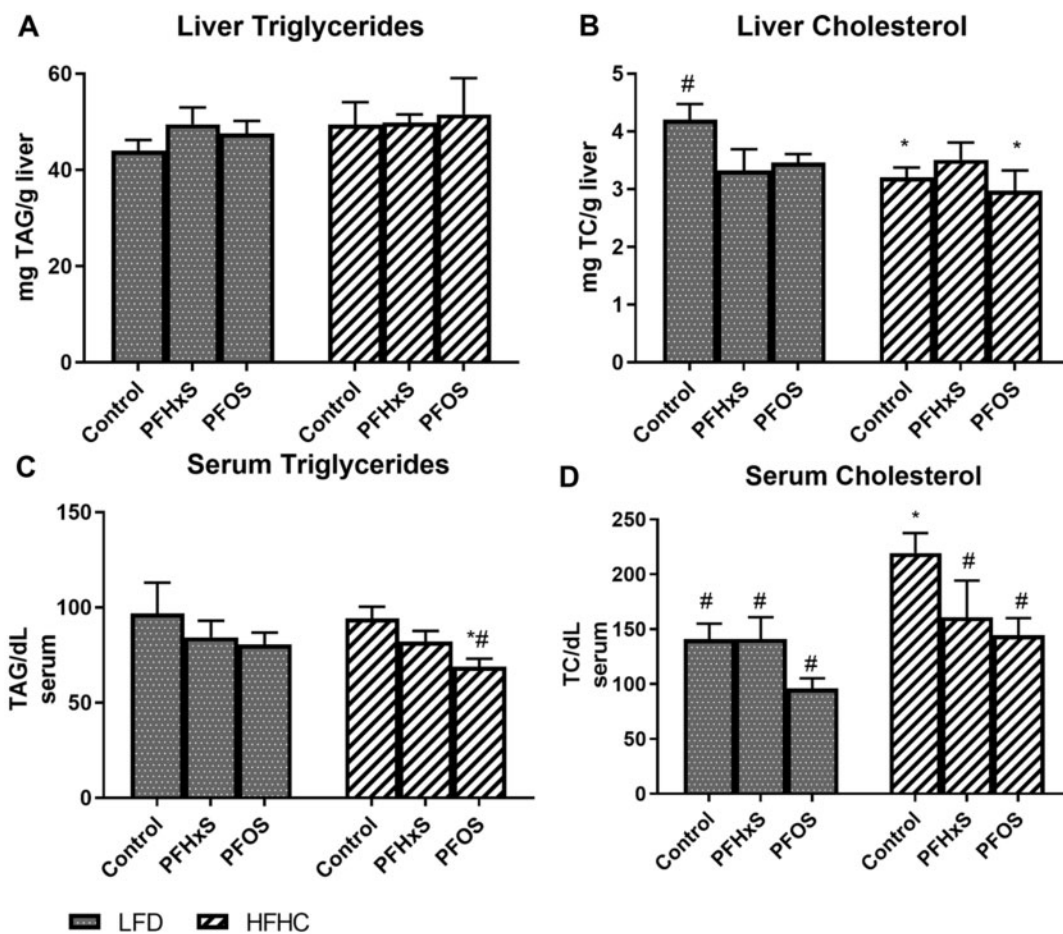 A Liver Triglycerides
mg TAG/g liver
60
40
20
0
Control
PFHxS
PFOS
Control
PFHxS
PFOS
B Liver Cholesterol
mg TC/g liver
5
4
3
2
1
0
#
*
*
Control
PFHxS
PFOS
Control
PFHxS
PFOS
C Serum Triglycerides
TAG/dL
serum
150
100
50
0
*#
Control
PFHxS
PFOS
Control
PFHxS
PFOS
D Serum Cholesterol
TC/dL
serum
250
200
150
100
50
0
#
#
#
*
#
#
Control
PFHxS
PFOS
Control
PFHxS
PFOS
LFD HFHC